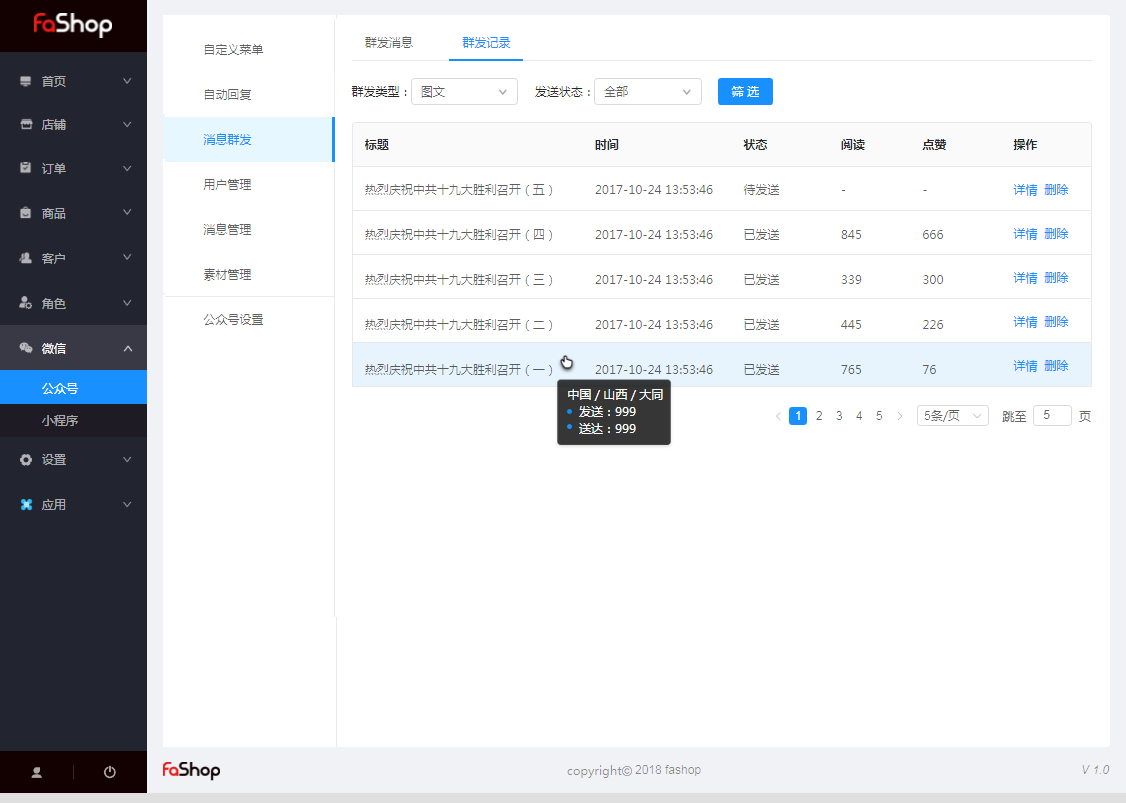 faShop
首页
店铺
订单
商品
客户
角色
微信
公众号
小程序
设置
应用
自定义菜单
自动回复
消息群发
用户管理
消息管理
素材管理
公众号设置
群发消息 群发记录
群发类型： 图文 发送状态： 全部 筛 选
标题 时间 状态 阅读 点赞 操作
热烈庆祝中共十九大胜利召开（五） 2017-10-24 13:53:46 待发送 - - 详情 删除
热烈庆祝中共十九大胜利召开（四） 2017-10-24 13:53:46 已发送 845 666 详情 删除
热烈庆祝中共十九大胜利召开（三） 2017-10-24 13:53:46 已发送 339 300 详情 删除
热烈庆祝中共十九大胜利召开（二） 2017-10-24 13:53:46 已发送 445 226 详情 删除
热烈庆祝中共十九大胜利召开（一） 2017-10-24 13:53:46 已发送 765 76 详情 删除
中国 / 山西 / 大同
发送：999
送达：999
1 2 3 4 5 5条/页 跳至 5 页
faShop copyright© 2018 fashop V 1.0